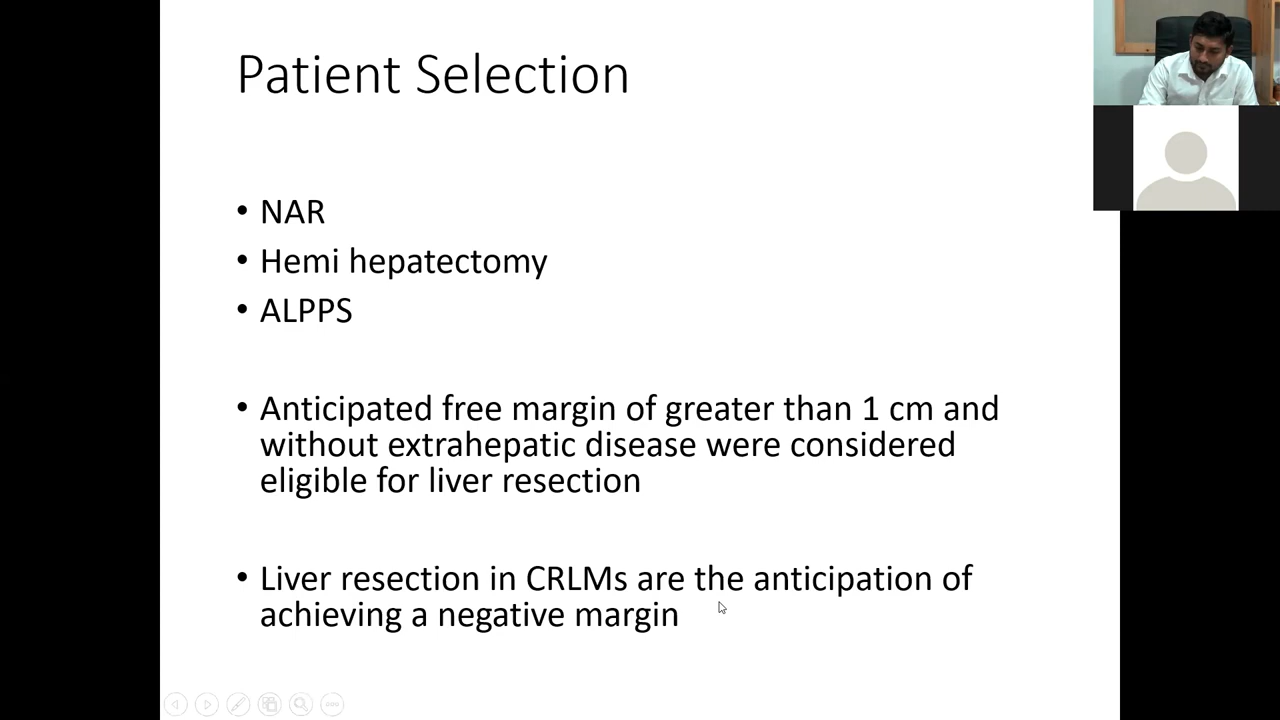 Patient Selection
• NAR
• Hemi hepatectomy
• ALPPS
• Anticipated free margin of greater than 1 cm and
without extrahepatic disease were considered
eligible for liver resection
• Liver resection in CRLMs are the anticipation of
achieving a negative margin